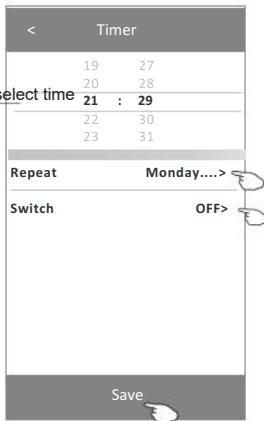 < Timer
19 27
20 28
select time
21 : 29
22 30
23 31
Repeat Monday....>
Switch OFF>
Save